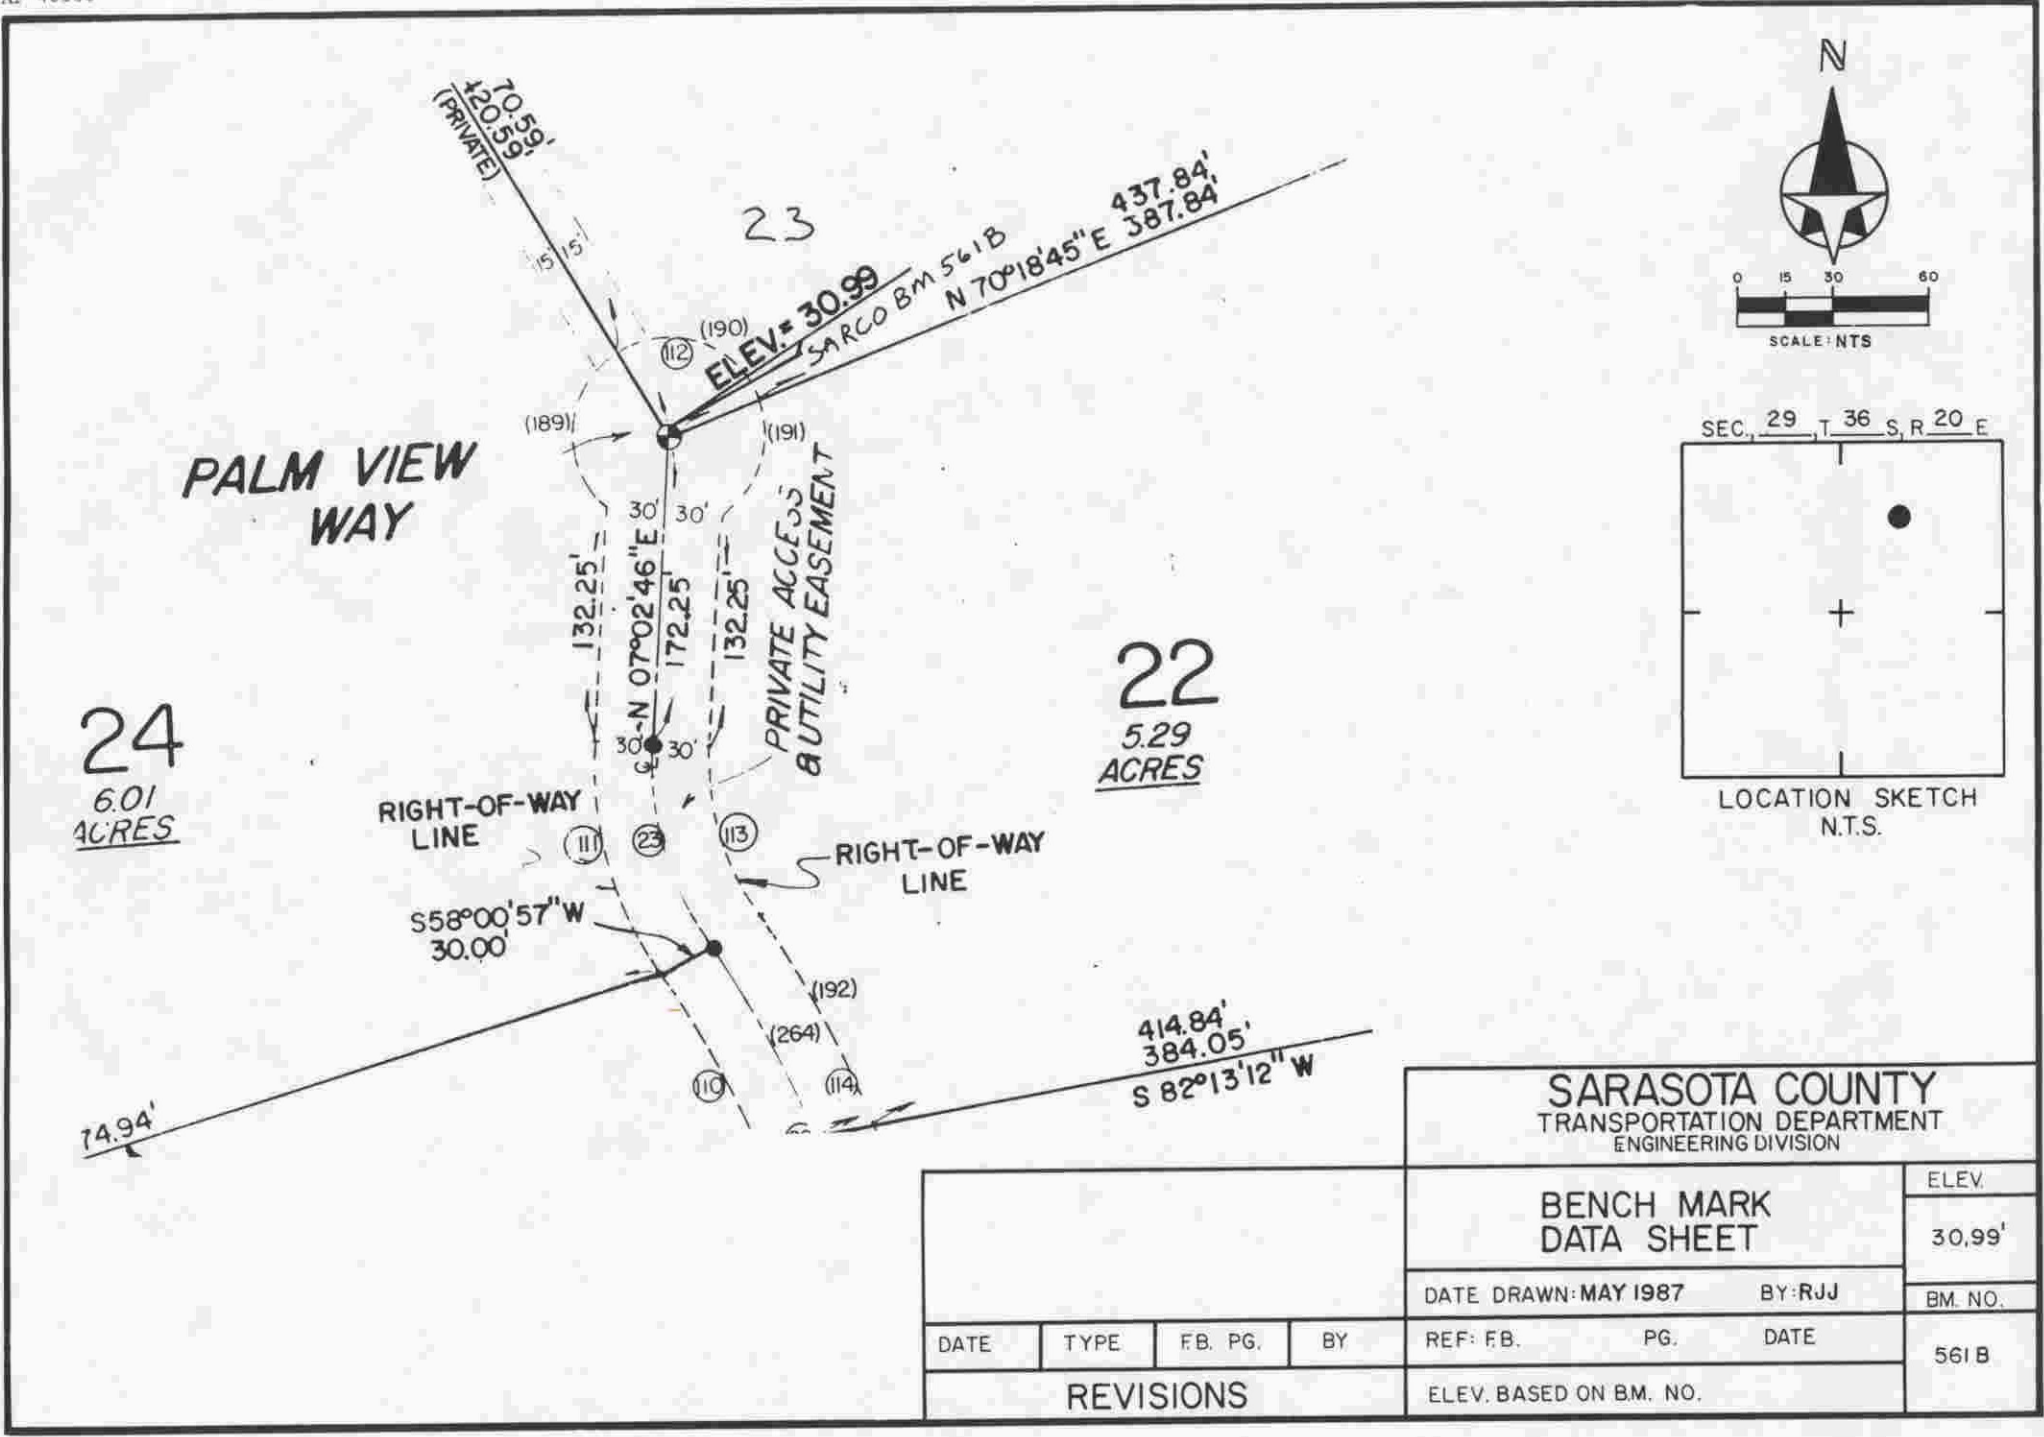 70.59'
420.59'
(PRIVATE)
23
N
437.84'
387.84'
N 70°18'45" E
SARCO BM 561B
ELEV.= 30.99
15' 15'
(190)
112
(189)
(191)
0 15 30 60
SCALE: NTS
SEC. 29 , T 36 S, R 20 E
PALM VIEW
WAY
30' 30'
132.25'
N 07°02'46" E
172.25'
132.25'
PRIVATE ACCESS
& UTILITY EASEMENT
22
5.29
ACRES
24
6.01
ACRES
30' 30'
LOCATION SKETCH
N.T.S.
RIGHT-OF-WAY
LINE
111
23
113
RIGHT-OF-WAY
LINE
S58°00'57"W
30.00'
(192)
(264)
110
114
414.84'
384.05'
S 82°13'12" W
74.94'
SARASOTA COUNTY
TRANSPORTATION DEPARTMENT
ENGINEERING DIVISION
BENCH MARK
DATA SHEET
ELEV.
30.99'
DATE DRAWN: MAY 1987 BY: RJJ
BM. NO.
561B
DATE TYPE F.B. PG. BY
REF: F.B. PG. DATE
REVISIONS
ELEV. BASED ON B.M. NO.